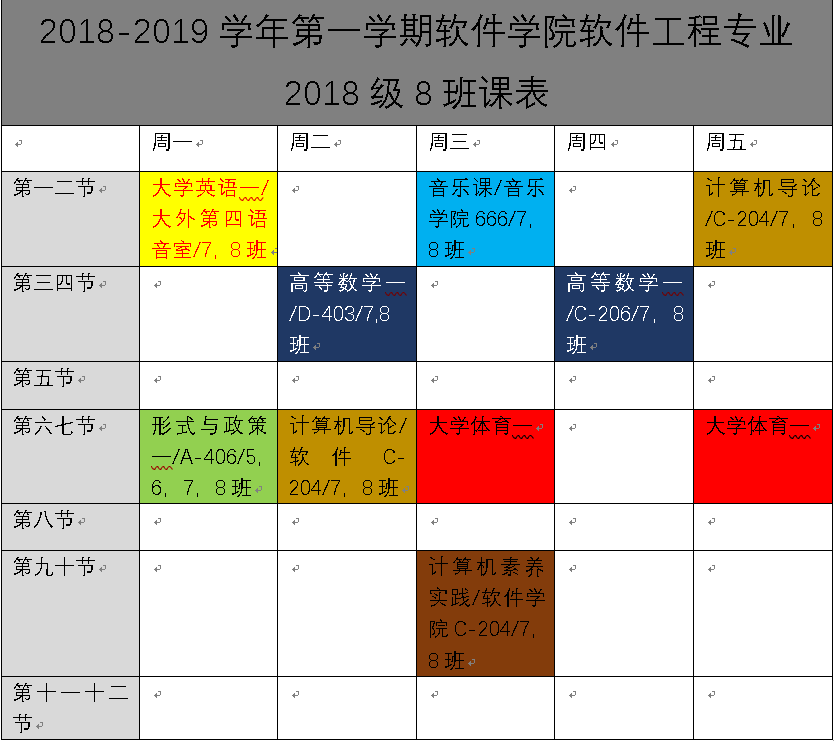 2018-2019 学年第一学期软件学院软件工程专业
2018 级 8 班课表
周一
周二
周三
周四
周五
第一二节
大学英语一/
大外第四语
音室/7，8 班
音乐课/音乐
学院 666/7，
8 班
计算机导论
/C-204/7，8
班
第三四节
高等数学一
/D-403/7,8
班
高等数学一
/C-206/7，8
班
第五节
第六七节
形式与政策
一/A-406/5，
6，7，8 班
计算机导论/
软件 C-
204/7，8 班
大学体育一
大学体育一
第八节
第九十节
计算机素养
实践/软件学
院 C-204/7，
8 班
第十一十二
节